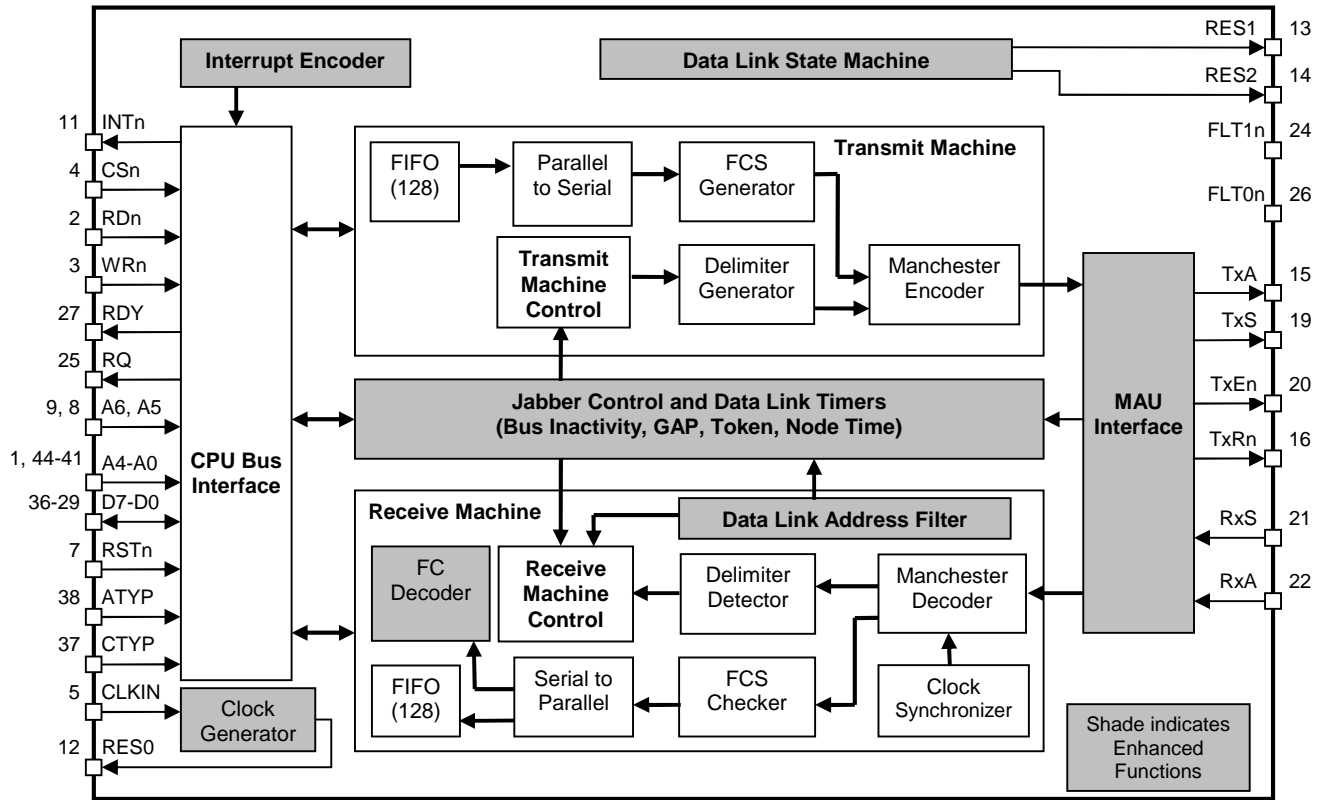 RES1 13
Interrupt Encoder
Data Link State Machine
RES2 14
11 INTn
FLT1n 24
4 CSn
FIFO
(128)
Parallel
to Serial
FCS
Generator
Transmit Machine
2 RDn
FLT0n 26
3 WRn
Transmit
Machine
Control
Delimiter
Generator
Manchester
Encoder
TxA 15
27 RDY
TxS 19
25 RQ
TxEn 20
9, 8 A6, A5
Jabber Control and Data Link Timers
(Bus Inactivity, GAP, Token, Node Time)
MAU
Interface
TxRn 16
1, 44-41 A4-A0
CPU Bus
Interface
36-29 D7-D0
Receive Machine
Data Link Address Filter
RxS 21
7 RSTn
FC
Decoder
Receive
Machine
Control
Delimiter
Detector
Manchester
Decoder
RxA 22
38 ATYP
37 CTYP
FIFO
(128)
Serial to
Parallel
FCS
Checker
Clock
Synchronizer
5 CLKIN
Clock
Generator
12 RES0
Shade indicates
Enhanced
Functions